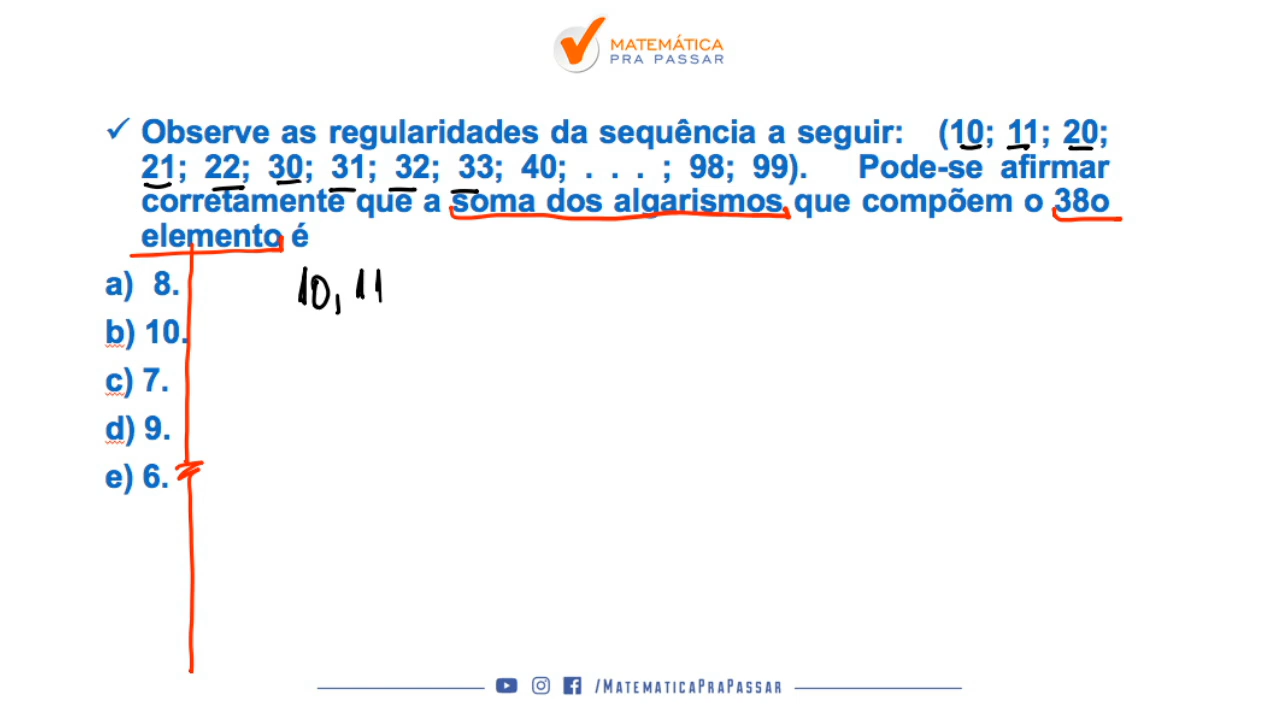 MATEMÁTICA
PRA PASSAR
✓ Observe as regularidades da sequência a seguir: (10; 11; 20;
21; 22; 30; 31; 32; 33; 40; . . . ; 98; 99). Pode-se afirmar
corretamente que a soma dos algarismos que compõem o 38o
elemento é
a) 8.
10, 11
b) 10.
c) 7.
d) 9.
e) 6.
/MATEMATICAPRAPASSAR